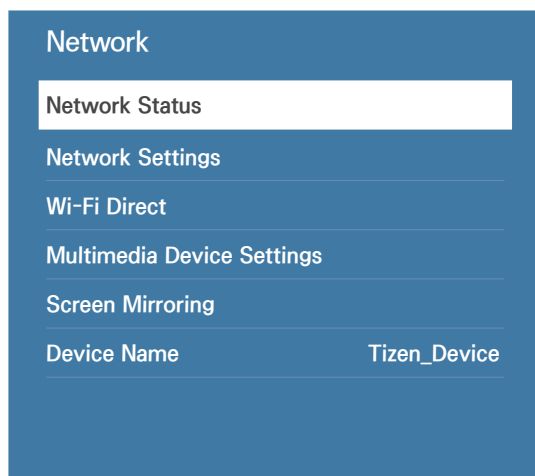 Network
Network Status
Network Settings
Wi-Fi Direct
Multimedia Device Settings
Screen Mirroring
Device Name Tizen_Device